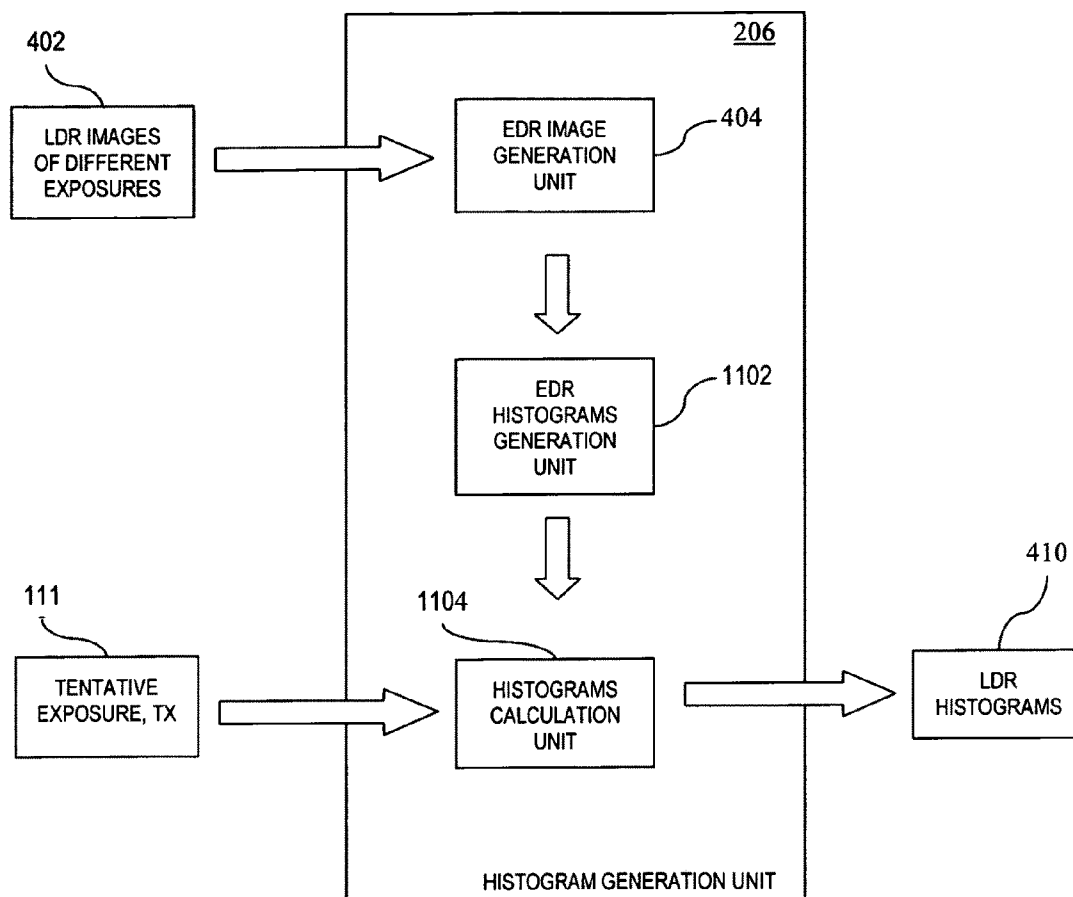 206
402
LDR IMAGES
OF DIFFERENT
EXPOSURES
EDR IMAGE
GENERATION
UNIT
404
EDR
HISTOGRAMS
GENERATION
UNIT
1102
111
TENTATIVE
EXPOSURE, TX
1104
HISTOGRAMS
CALCULATION
UNIT
410
LDR
HISTOGRAMS
HISTOGRAM GENERATION UNIT